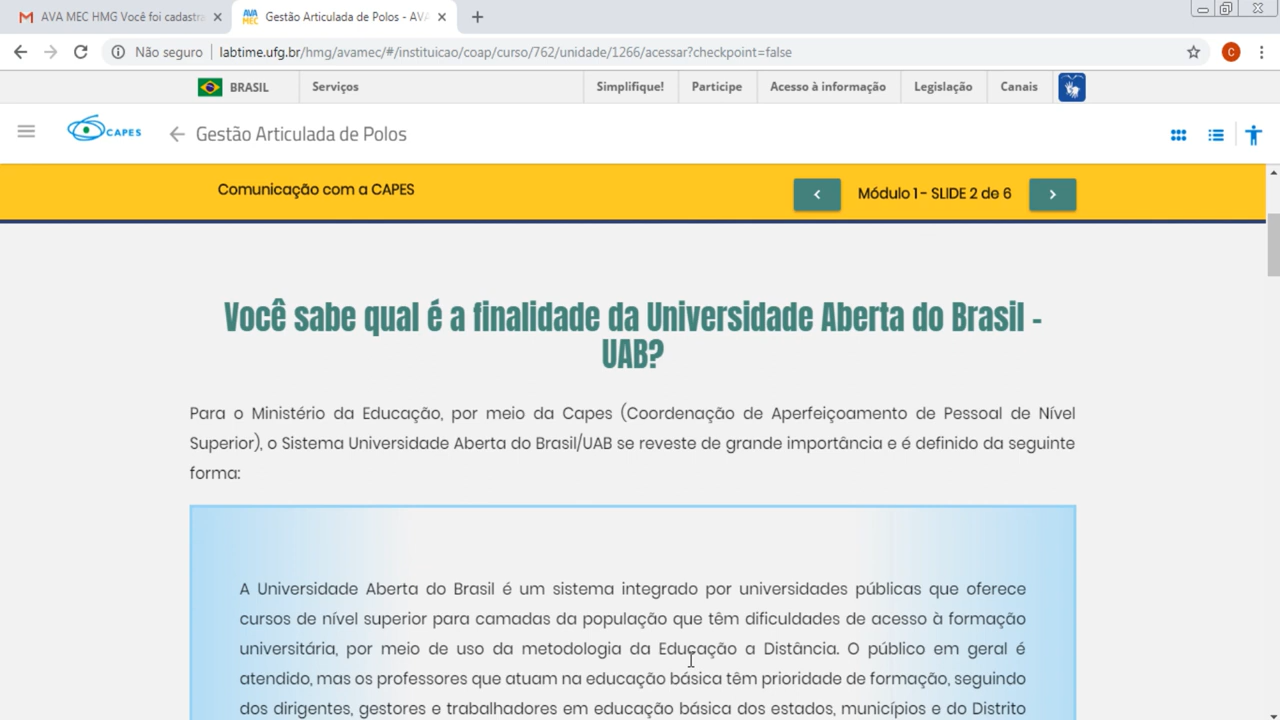 AVA MEC HMG Você foi cadastra
Gestão Articulada de Polos - AVA
Não seguro
labtime.ufg.br/hmg/avamec/#/instituicao/coap/curso/762/unidade/1266/acessar?checkpoint=false
C
BRASIL
Serviços
Simplifique!
Participe
Acesso à informação
Legislação
Canais
CAPES
Gestão Articulada de Polos
Comunicação com a CAPES
Módulo 1 - SLIDE 2 de 6
Você sabe qual é a finalidade da Universidade Aberta do Brasil -
UAB?
Para o Ministério da Educação, por meio da Capes (Coordenação de Aperfeiçoamento de Pessoal de Nível
Superior), o Sistema Universidade Aberta do Brasil/UAB se reveste de grande importância e é definido da seguinte
forma:
A Universidade Aberta do Brasil é um sistema integrado por universidades públicas que oferece
cursos de nível superior para camadas da população que têm dificuldades de acesso à formação
universitária, por meio de uso da metodologia da Educação a Distância. O público em geral é
atendido, mas os professores que atuam na educação básica têm prioridade de formação, seguindo
dos dirigentes, gestores e trabalhadores em educação básica dos estados, municípios e do Distrito